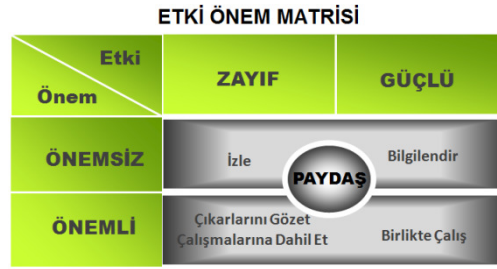 ETKİ ÖNEM MATRİSİ
Etki
Önem
ZAYIF
GÜÇLÜ
ÖNEMSİZ
İzle
Bilgilendir
PAYDAŞ
ÖNEMLİ
Çıkarlarını Gözet
Çalışmalarına Dahil Et
Birlikte Çalış